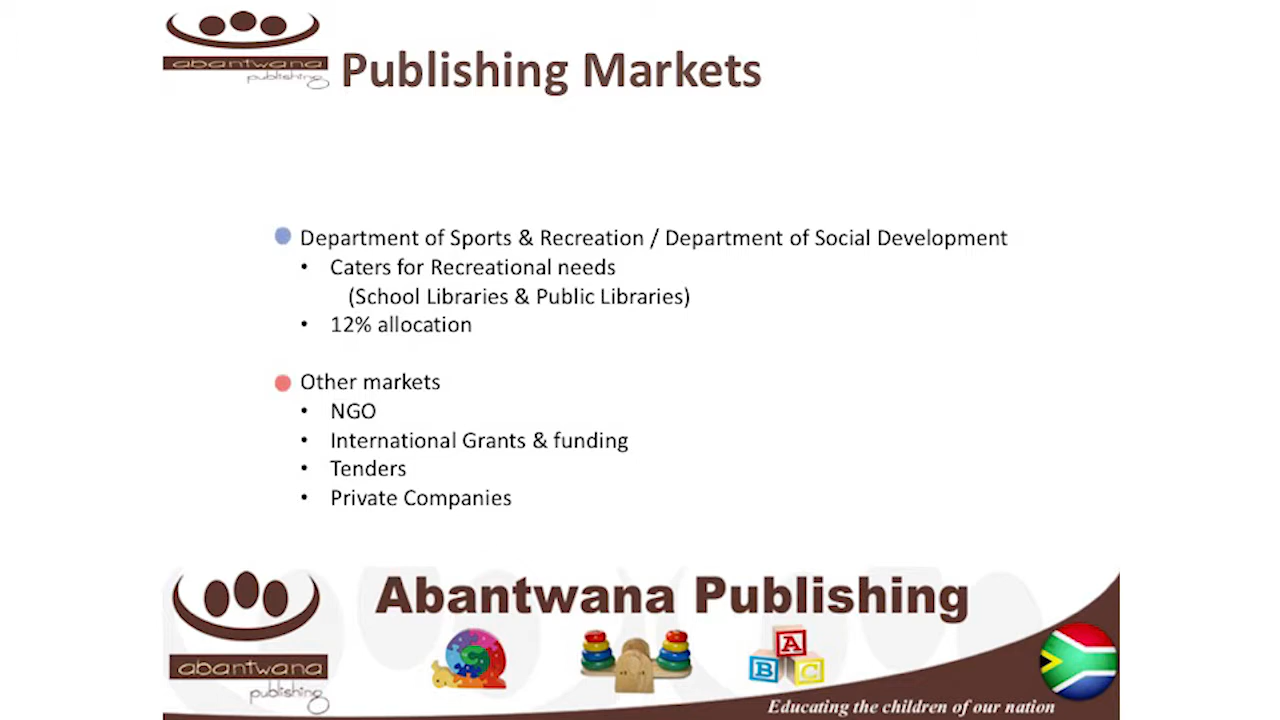 abantwana
publishing
Publishing Markets
Department of Sports & Recreation / Department of Social Development
• Caters for Recreational needs
(School Libraries & Public Libraries)
• 12% allocation
Other markets
• NGO
• International Grants & funding
• Tenders
• Private Companies
abantwana
publishing
Abantwana Publishing
A
B C
Educating the children of our nation